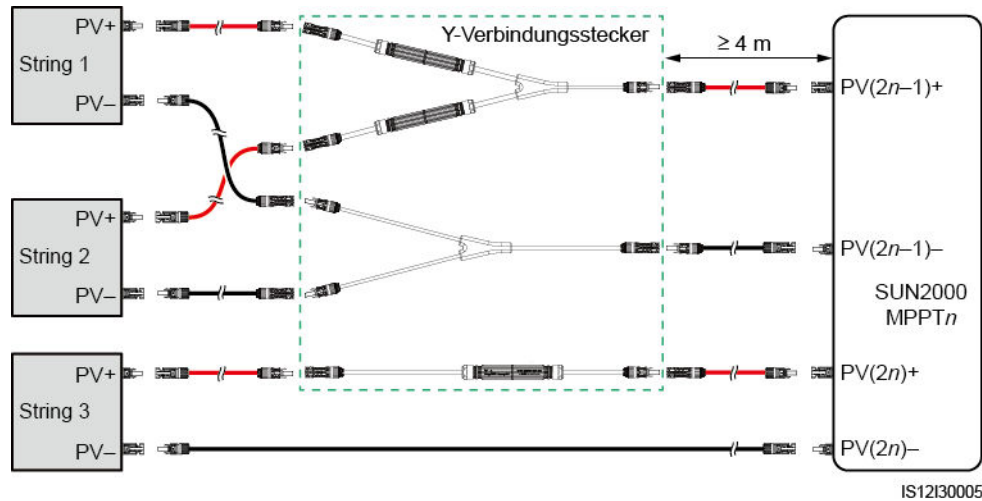 String 1
PV+
PV–
String 2
PV+
PV–
String 3
PV+
PV–
Y-Verbindungsstecker
≥ 4 m
PV(2n–1)+
PV(2n–1)–
SUN2000
MPPTn
PV(2n)+
PV(2n)–
IS12I30005